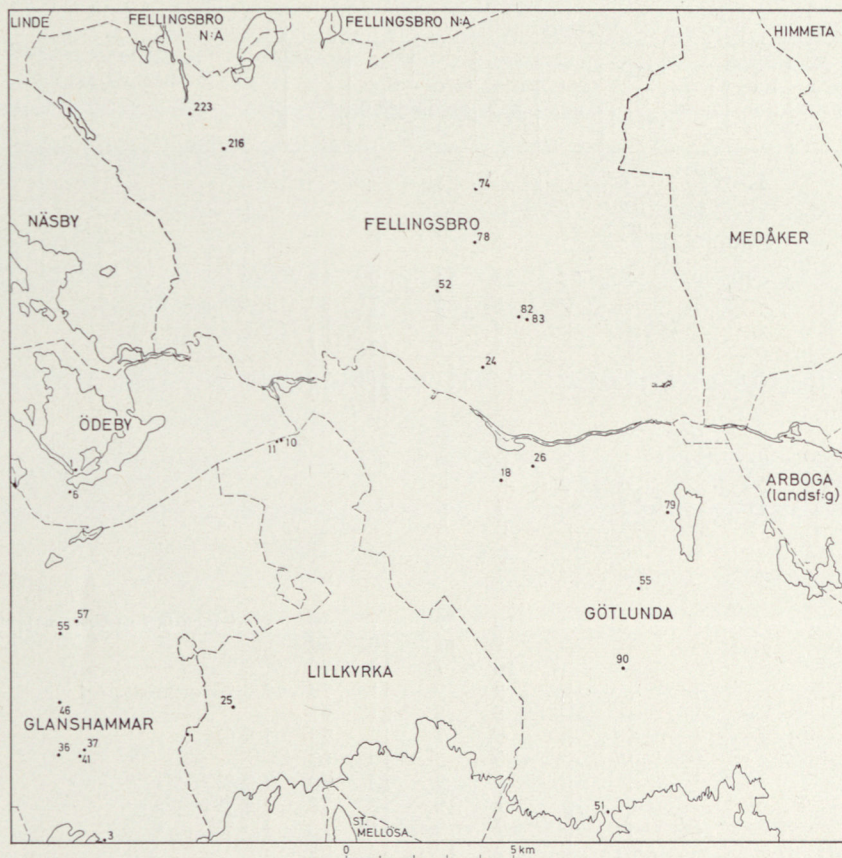 LINDE
FELLINGSBRO
N:A
FELLINGSBRO N:A
HIMMETA
223
216
74
NÄSBY
FELLINGSBRO
78
MEDÅKER
52
82
83
24
ÖDEBY
11 10
1
6
26
18
ARBOGA
(landsf:g)
79
55
GÖTLUNDA
57
55
90
LILLKYRKA
25
46
GLANSHAMMAR
1
36
37
41
51
ST.
MELLÖSA
3
0
5 km